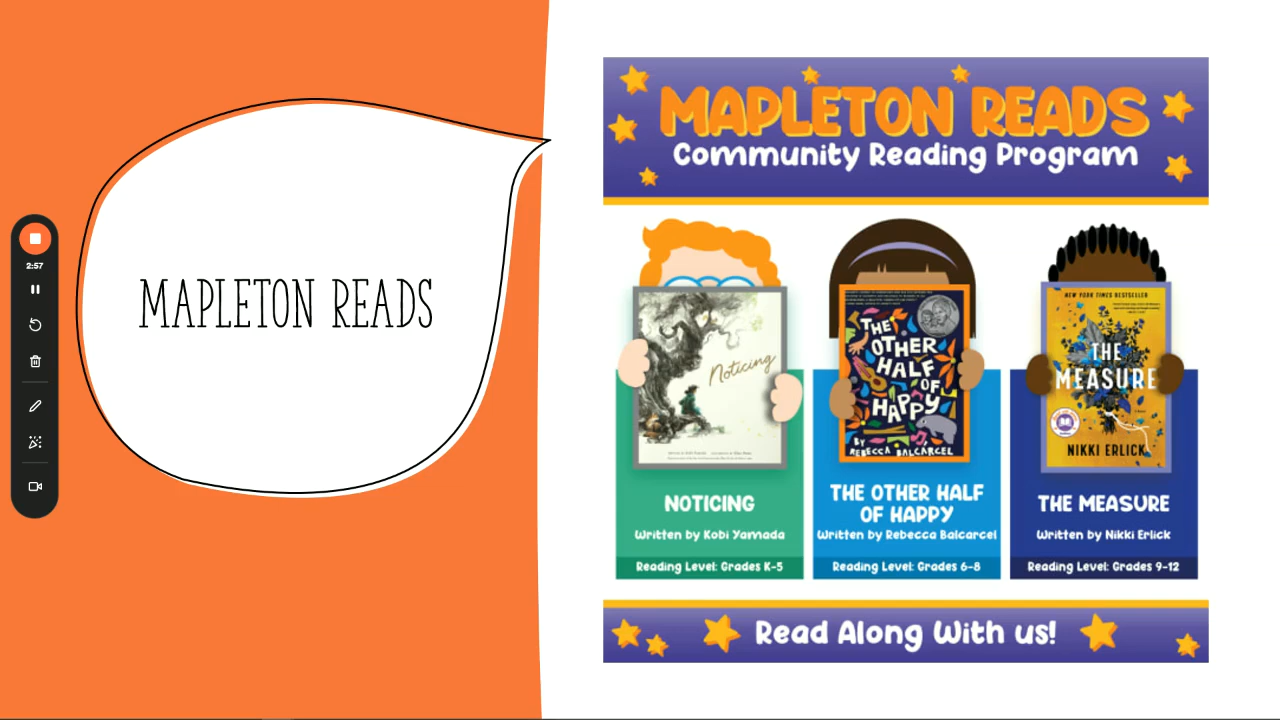 2:57
MAPLETON READS
MAPLETON READS
Community Reading Program
Noticing
THE
OTHER
HALF
OF
HAPPY
BY
REBECCA BALCARCEL
NEW YORK TIMES BESTSELLER
THE
MEASURE
NIKKI ERLICK
NOTICING
Written by Kobi Yamada
Reading Level: Grades K-5
THE OTHER HALF
OF HAPPY
Written by Rebecca Balcarcel
Reading Level: Grades 6-8
THE MEASURE
Written by Nikki Erlick
Reading Level: Grades 9-12
Read Along With us!